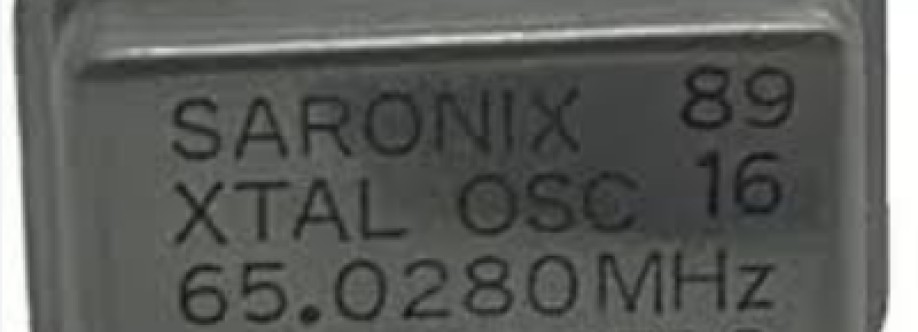 SARONIX 89
XTAL OSC 16
65.0280MHz